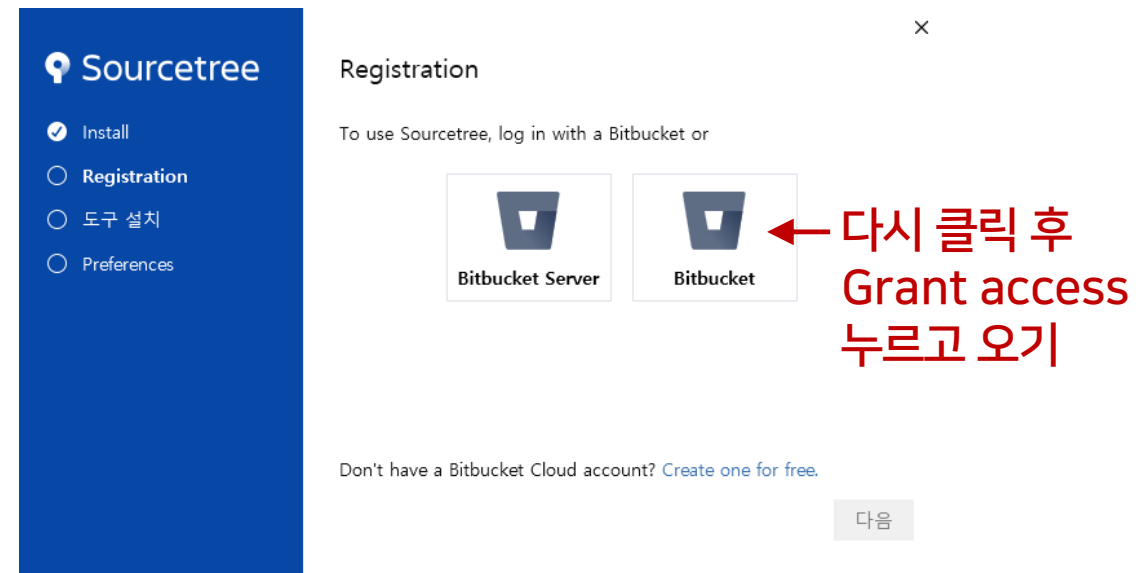 Sourcetree
Install
Registration
도구 설치
Preferences
×
Registration
To use Sourcetree, log in with a Bitbucket or
Bitbucket Server
Bitbucket
다시 클릭 후
Grant access
누르고 오기
Don't have a Bitbucket Cloud account? Create one for free.
다음